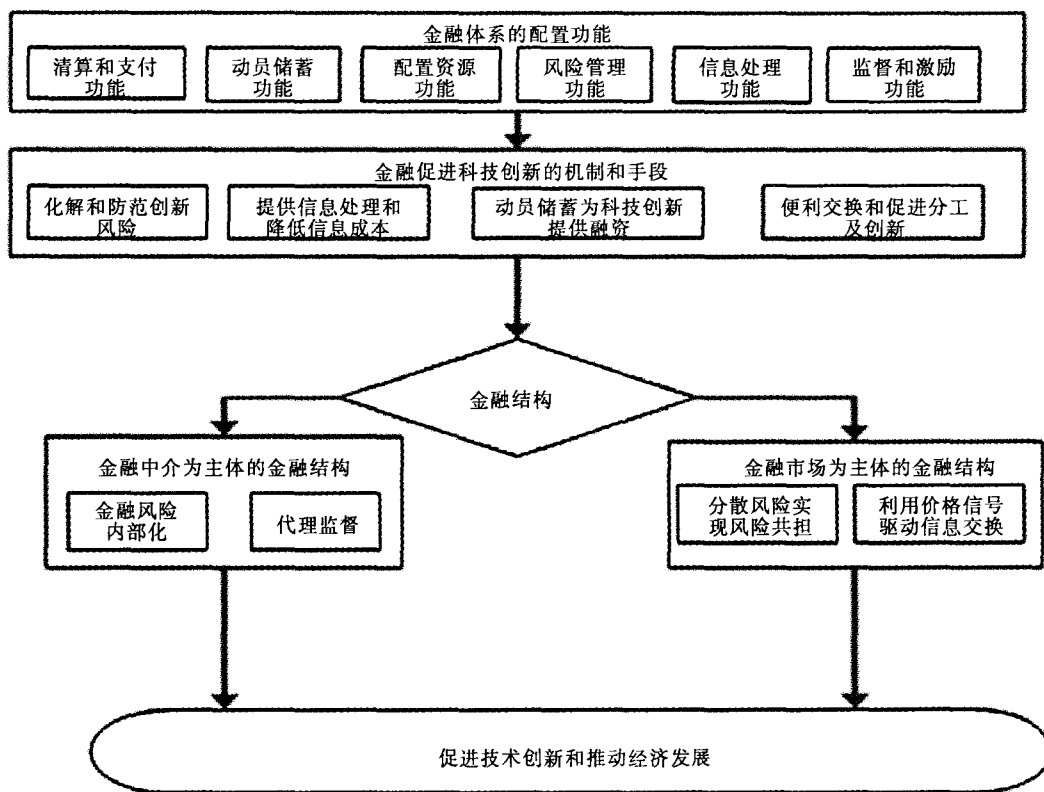 金融体系的配置功能
清算和支付
功能
动员储蓄
功能
配置资源
功能
风险管理
功能
信息处理
功能
监督和激励
功能
金融促进科技创新的机制和手段
化解和防范创新
风险
提供信息处理和
降低信息成本
动员储蓄为科技创新
提供融资
便利交换和促进分工
及创新
金融结构
金融中介为主体的金融结构
金融风险
内部化
代理监督
金融市场为主体的金融结构
分散风险实
现风险共担
利用价格信号
驱动信息交换
促进技术创新和推动经济发展